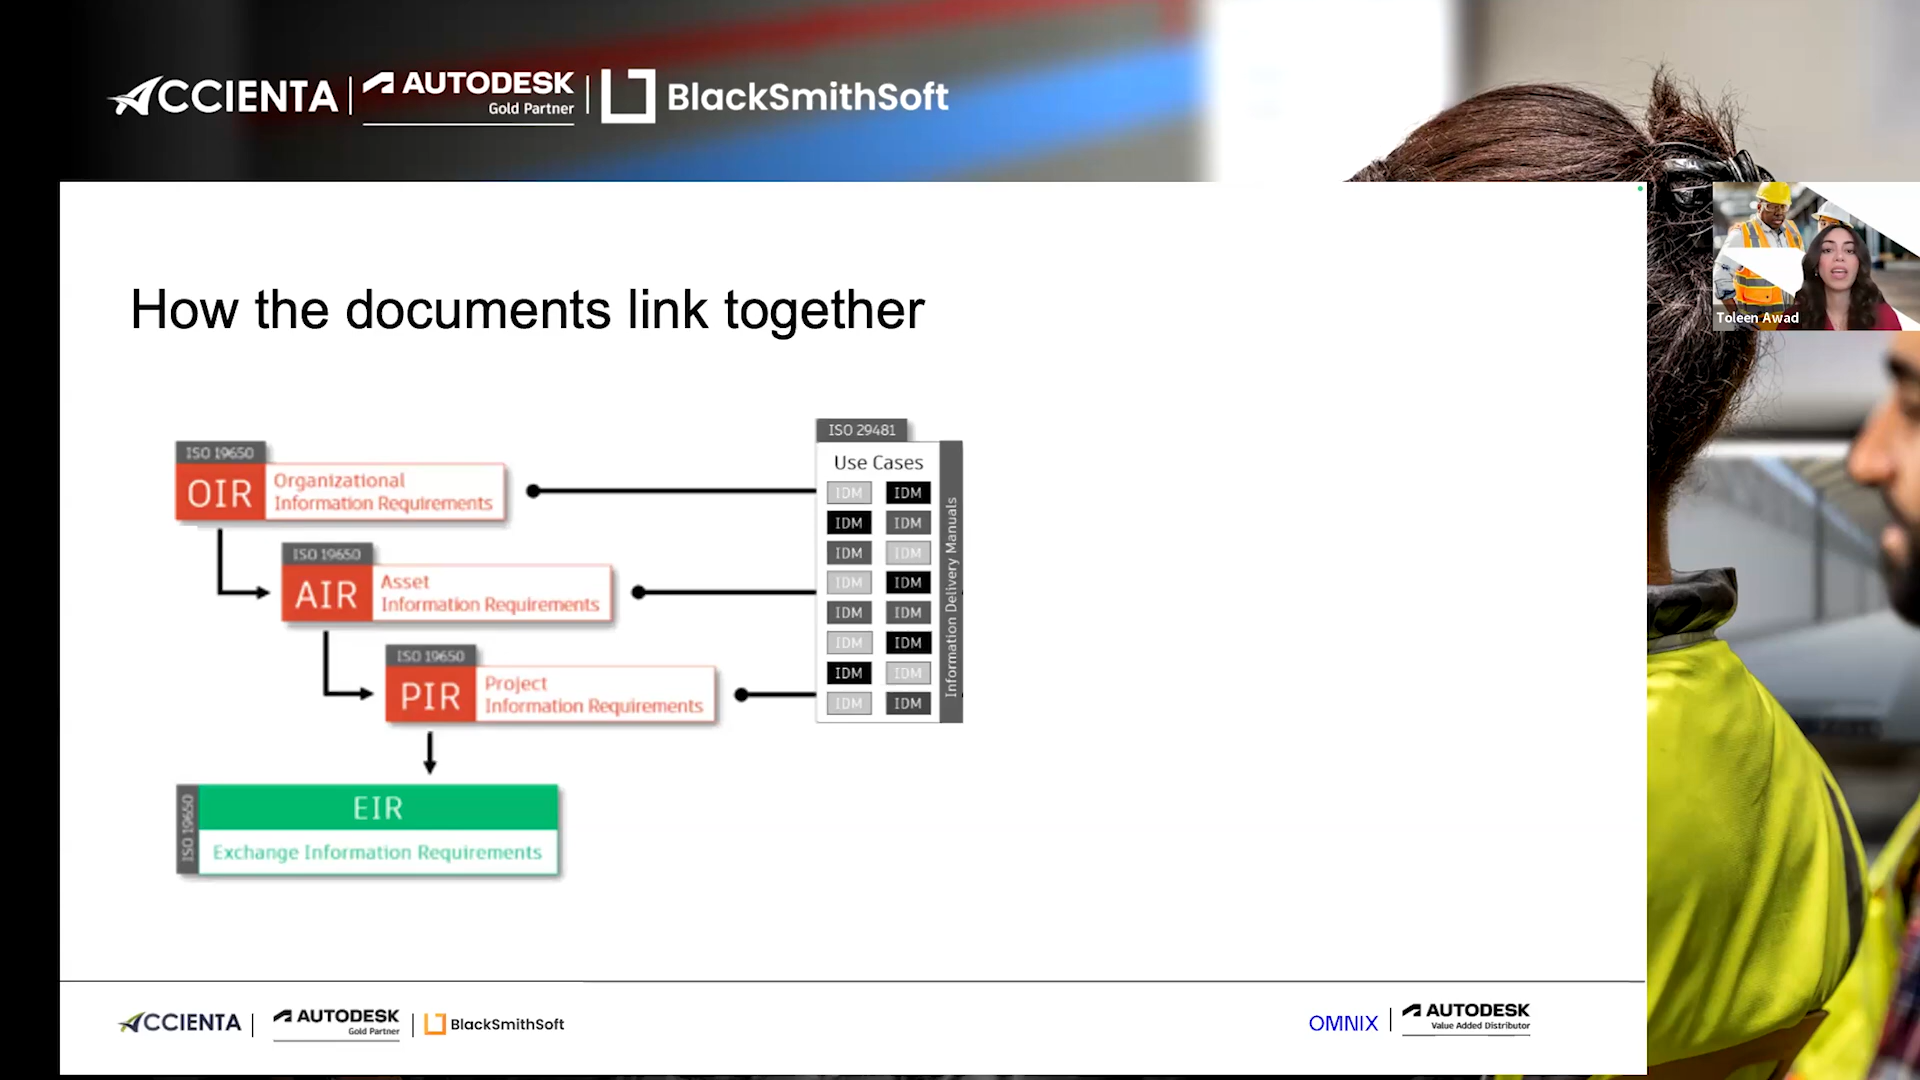 ACCIENTA | AUTODESK | BlackSmithSoft
Gold Partner
Toleen Awad
How the documents link together
ISO 19650
OIR
Organizational
Information Requirements
ISO 19650
AIR
Asset
Information Requirements
ISO 19650
PIR
Project
Information Requirements
ISO 19650
EIR
Exchange Information Requirements
ISO 29481
Use Cases
IDM IDM
IDM IDM
IDM IDM
IDM IDM
IDM IDM
IDM IDM
IDM IDM
IDM IDM
Information Delivery Manuals
ACCIENTA | AUTODESK | BlackSmithSoft
Gold Partner
OMNIX | AUTODESK
Value Added Distributor